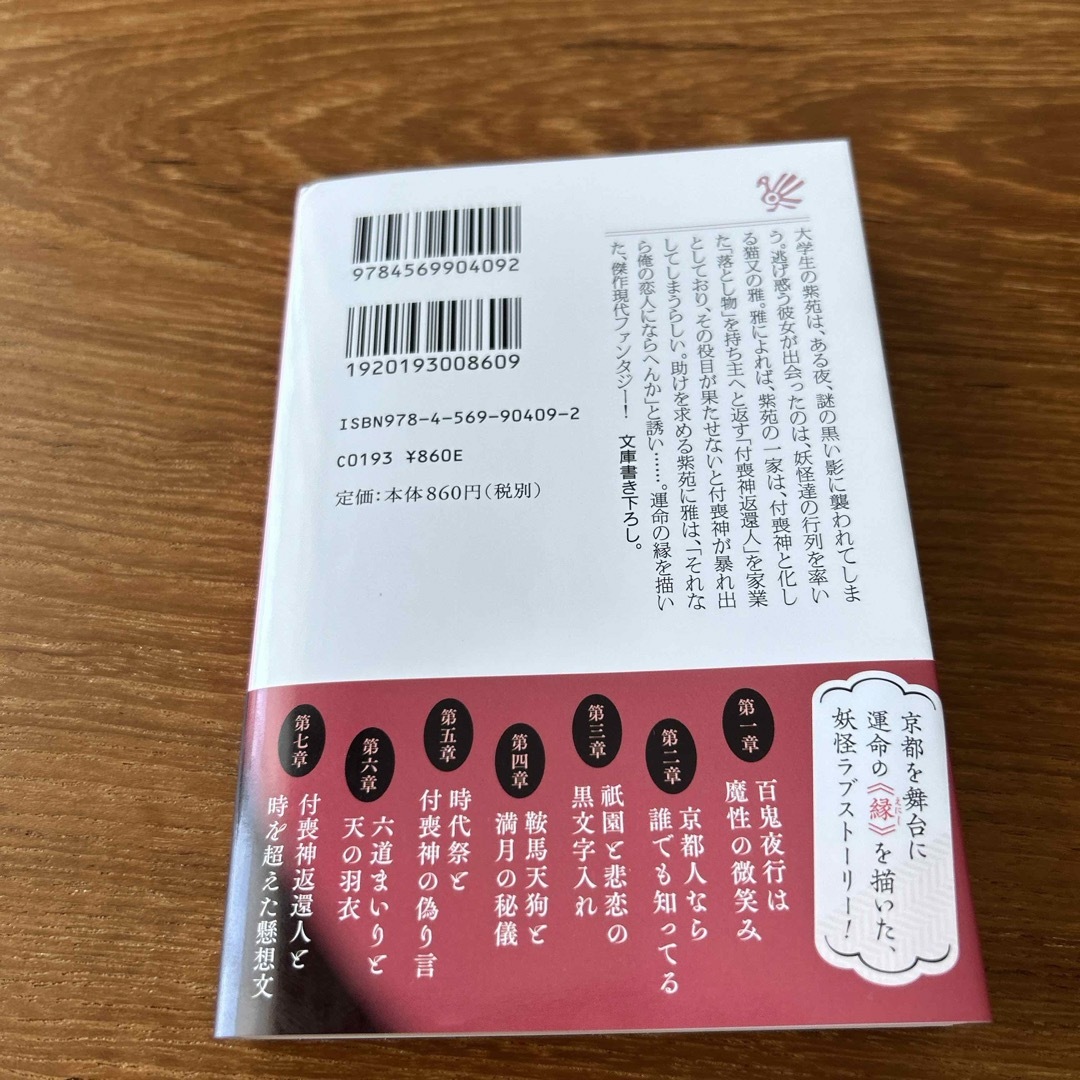 9784569904092
1920193008609
ISBN978-4-569-90409-2
C0193 ¥860E
定価：本体860円（税別）
大学生の紫苑は、ある夜、謎の黒い影に襲われてしま
う。逃げ惑う彼女が出会ったのは、妖怪達の行列を率い
る猫又の雅。雅によれば、紫苑の一家は、付喪神と化し
た「落とし物」を持ち主へと返す「付喪神返還人」を家業
としており、その役目が果たせないと付喪神が暴れ出
してしまうらしい。助けを求める紫苑に雅は、「それな
ら俺の恋人にならへんか」と誘い……。運命の縁を描い
た、傑作現代ファンタジー！　文庫書き下ろし。
京都を舞台に
運命の《縁》を描いた、
えにし
妖怪ラブストーリー！
第一章
百鬼夜行は
魔性の微笑み
第二章
京都人なら
誰でも知ってる
第三章
祇園と悲恋の
黒文字入れ
第四章
鞍馬天狗と
満月の秘儀
第五章
時代祭と
付喪神の偽り言
第六章
六道まいりと
天の羽衣
第七章
付喪神返還人と
時を超えた懸想文